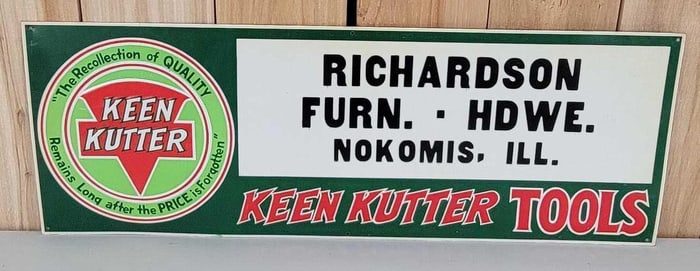 "The Recollection of QUALITY
Remains Long after the PRICE is Forgotten"
KEEN
KUTTER
RICHARDSON
FURN. · HDWE.
NOKOMIS, ILL.
KEEN KUTTER TOOLS